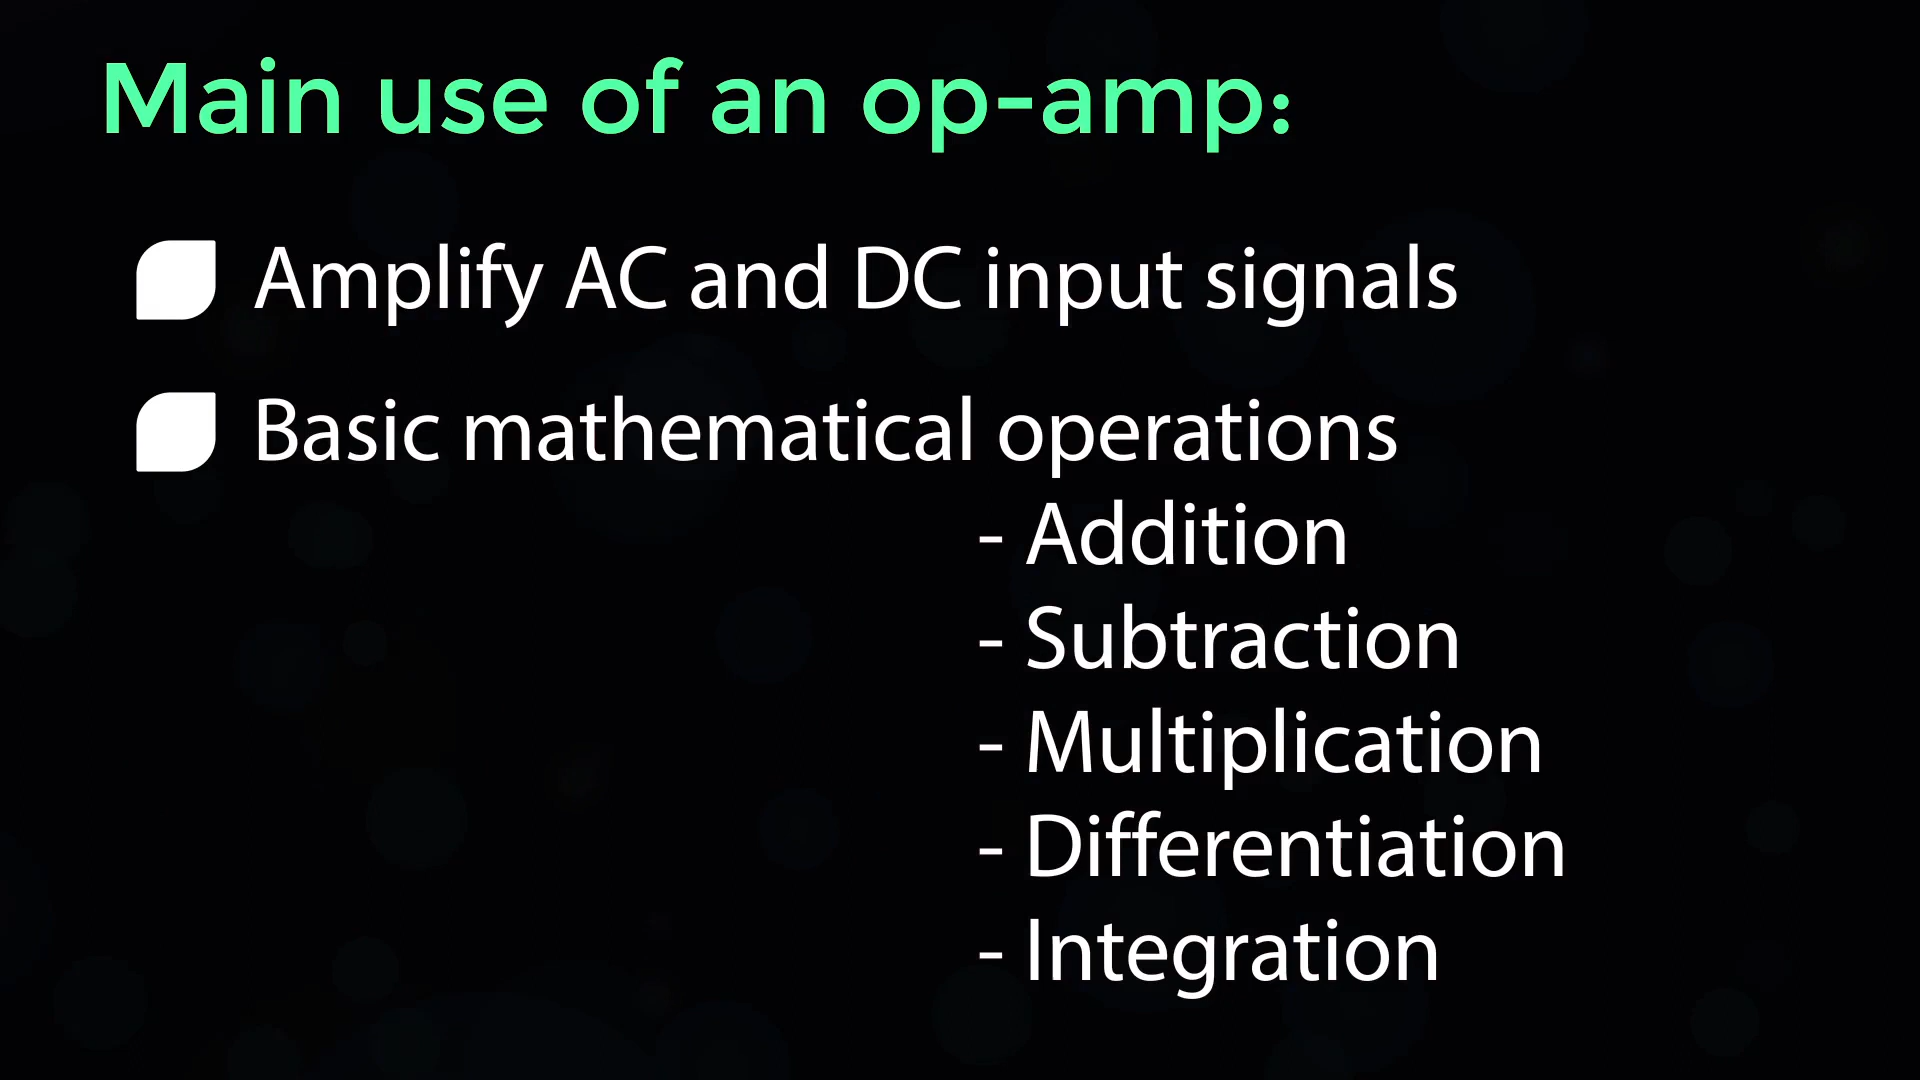 Main use of an op-amp:
Amplify AC and DC input signals
Basic mathematical operations
- Addition
- Subtraction
- Multiplication
- Differentiation
- Integration